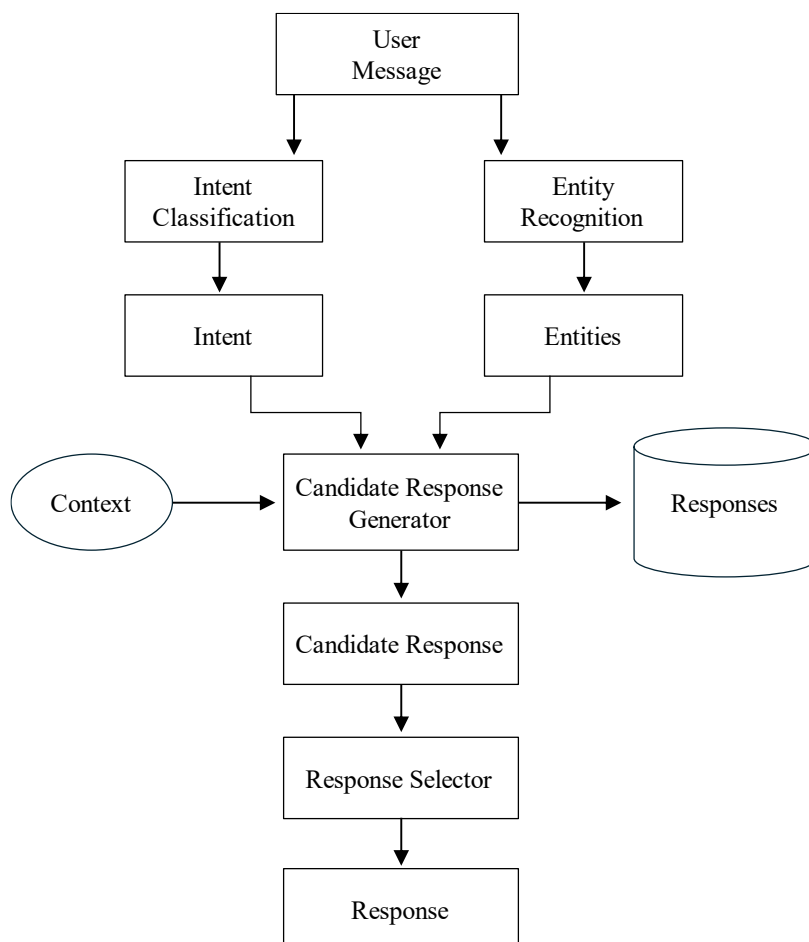 User
Message
Intent
Classification
Entity
Recognition
Intent
Entities
Context
Candidate Response
Generator
Responses
Candidate Response
Response Selector
Response